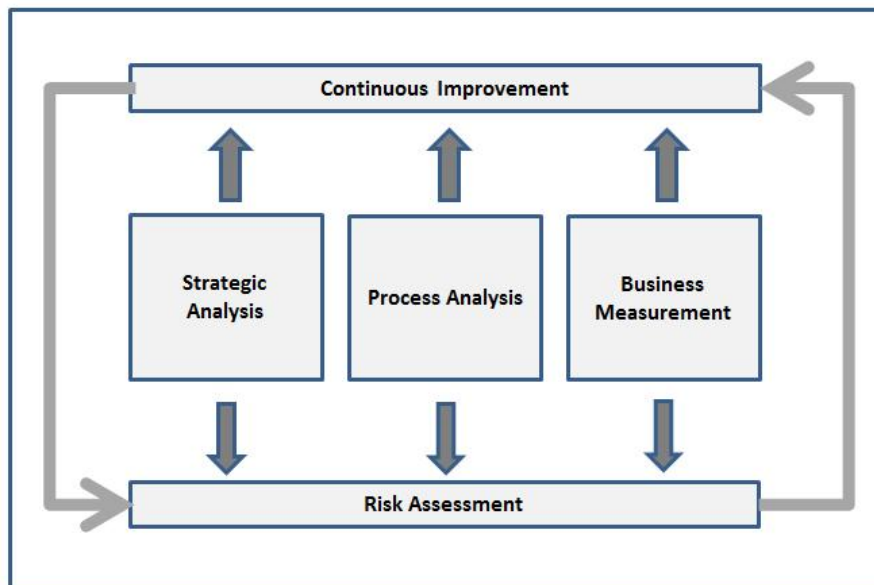 Continuous Improvement
Strategic
Analysis
Process Analysis
Business
Measurement
Risk Assessment